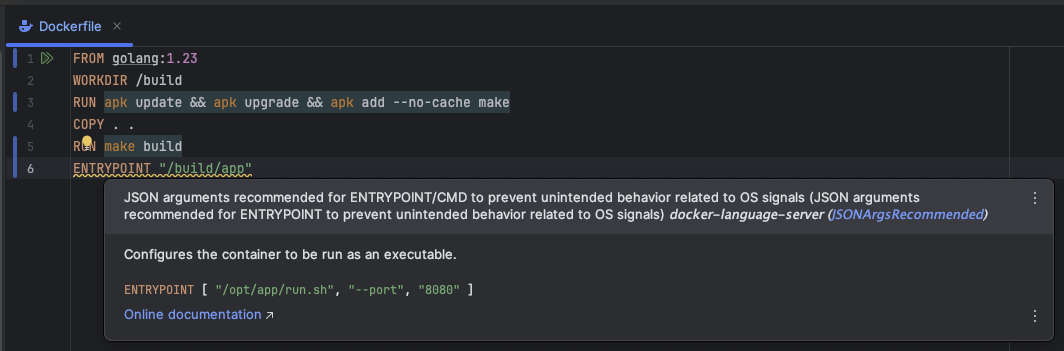 Dockerfile
1 FROM golang:1.23
2 WORKDIR /build
3 RUN apk update && apk upgrade && apk add --no-cache make
4 COPY . .
5 RUN make build
6 ENTRYPOINT "/build/app"
JSON arguments recommended for ENTRYPOINT/CMD to prevent unintended behavior related to OS signals (JSON arguments
recommended for ENTRYPOINT to prevent unintended behavior related to OS signals) docker-language-server (JSONArgsRecommended)
Configures the container to be run as an executable.
ENTRYPOINT [ "/opt/app/run.sh", "--port", "8080" ]
Online documentation ↗